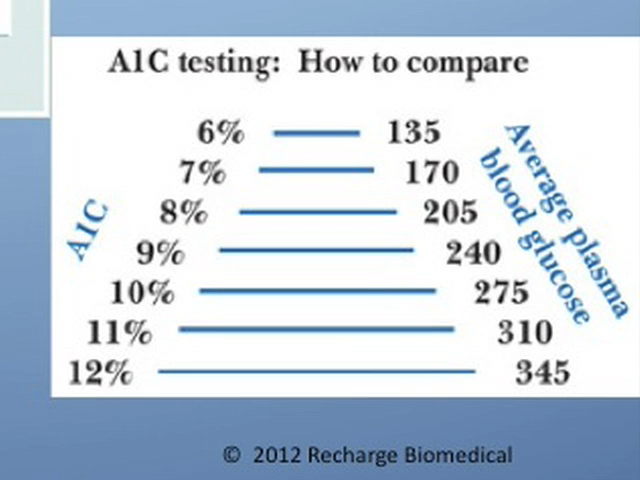 A1C testing: How to compare
6% 135
7% 170
8% 205
9% 240
10% 275
11% 310
12% 345
A1C
Average plasma
blood glucose
© 2012 Recharge Biomedical